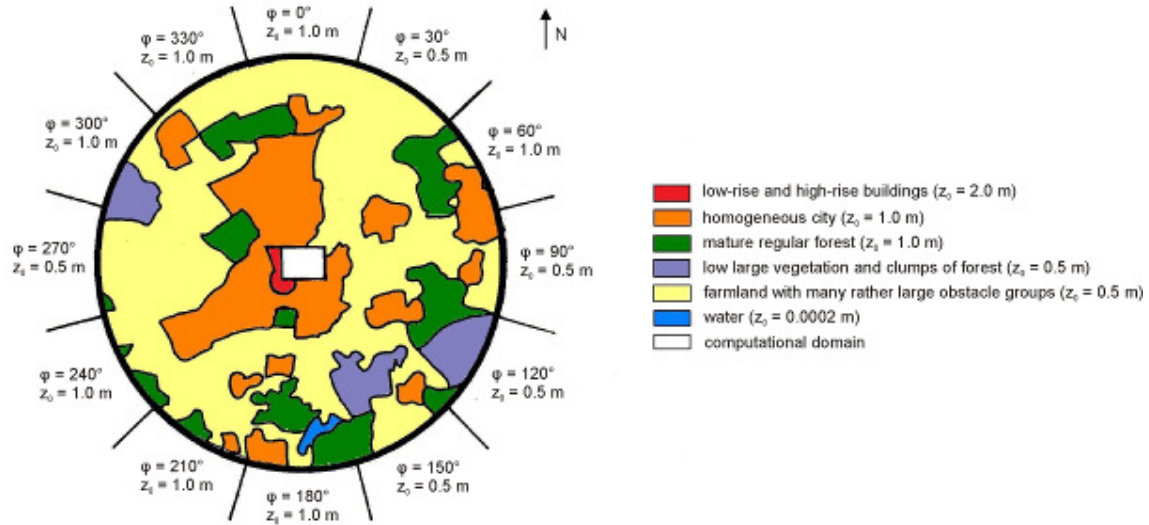 φ = 0°
z₀ = 1.0 m
φ = 30°
z₀ = 0.5 m
N
φ = 330°
z₀ = 1.0 m
φ = 300°
z₀ = 1.0 m
φ = 60°
z₀ = 1.0 m
φ = 270°
z₀ = 0.5 m
φ = 90°
z₀ = 0.5 m
φ = 240°
z₀ = 1.0 m
φ = 120°
z₀ = 0.5 m
φ = 210°
z₀ = 1.0 m
φ = 150°
z₀ = 0.5 m
φ = 180°
z₀ = 1.0 m
low-rise and high-rise buildings (z₀ = 2.0 m)
homogeneous city (z₀ = 1.0 m)
mature regular forest (z₀ = 1.0 m)
low large vegetation and clumps of forest (z₀ = 0.5 m)
farmland with many rather large obstacle groups (z₀ = 0.5 m)
water (z₀ = 0.0002 m)
computational domain